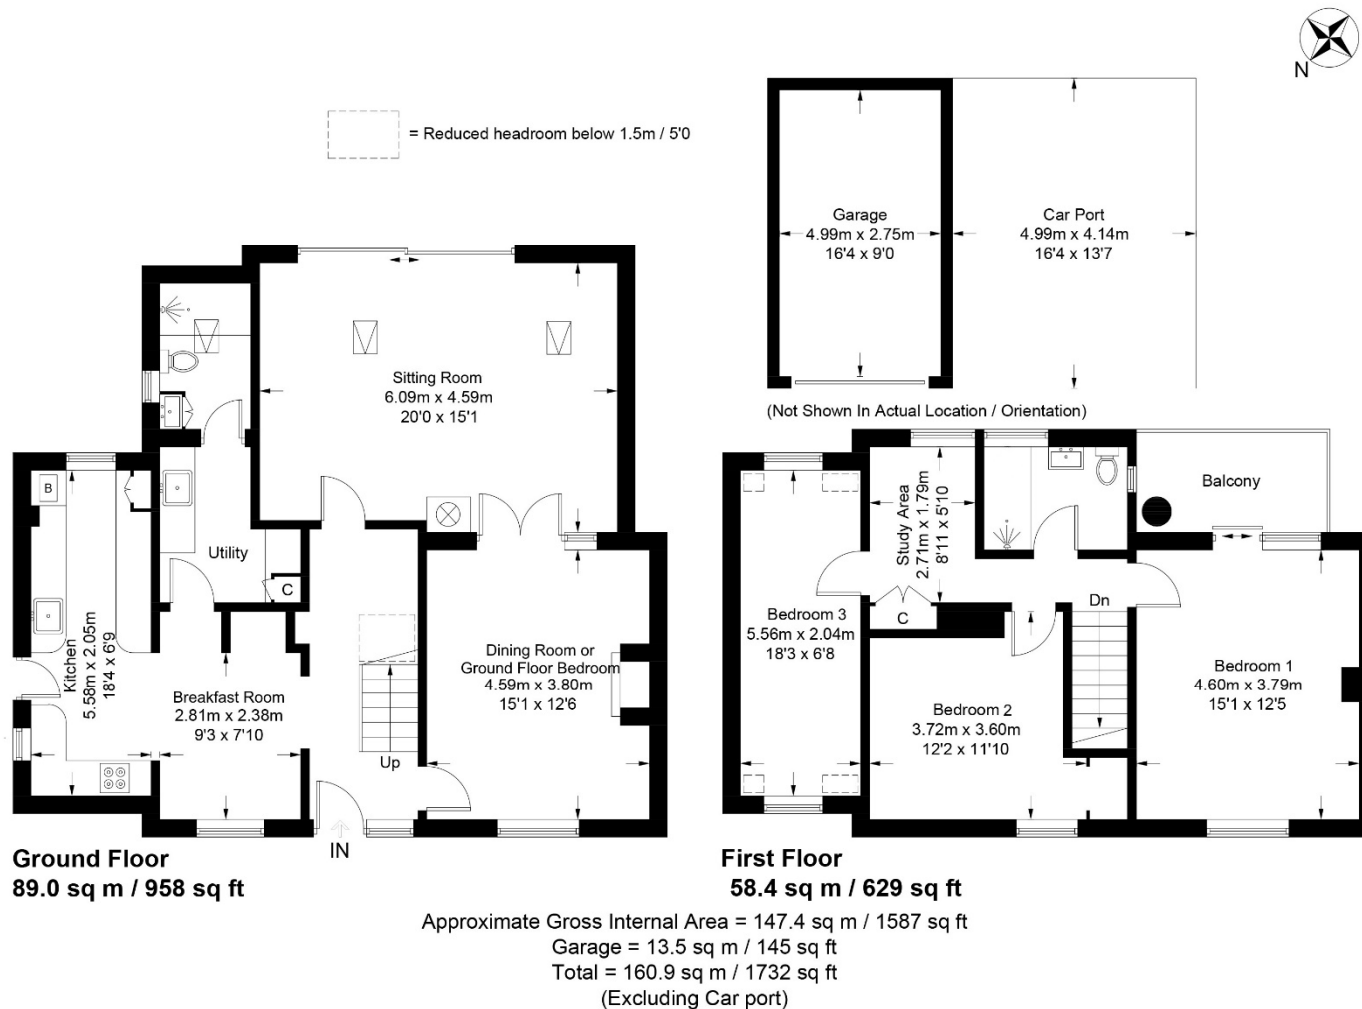 N
= Reduced headroom below 1.5m / 5'0
Garage
4.99m x 2.75m
16'4 x 9'0
Car Port
4.99m x 4.14m
16'4 x 13'7
(Not Shown In Actual Location / Orientation)
Sitting Room
6.09m x 4.59m
20'0 x 15'1
B
Utility
C
Kitchen
5.58m x 2.05m
18'4 x 6'9
Breakfast Room
2.81m x 2.38m
9'3 x 7'10
Dining Room or
Ground Floor Bedroom
4.59m x 3.80m
15'1 x 12'6
Up
IN
Study Area
2.71m x 1.79m
8'11 x 5'10
Balcony
C
Dn
Bedroom 3
5.56m x 2.04m
18'3 x 6'8
Bedroom 2
3.72m x 3.60m
12'2 x 11'10
Bedroom 1
4.60m x 3.79m
15'1 x 12'5
Ground Floor
89.0 sq m / 958 sq ft
First Floor
58.4 sq m / 629 sq ft
Approximate Gross Internal Area = 147.4 sq m / 1587 sq ft
Garage = 13.5 sq m / 145 sq ft
Total = 160.9 sq m / 1732 sq ft
(Excluding Car port)